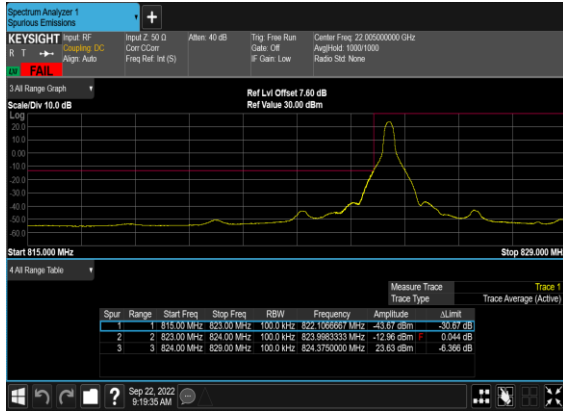 Spectrum Analyzer 1
Spurious Emissions
+
KEYSIGHT Input: RF Input Z: 50 Ω Atten: 40 dB Trig: Free Run Center Freq: 22.005000000 GHz
R T Coupling: DC Corr CCorr Gate: Off Avg|Hold: 1000/1000
Align: Auto Freq Ref: Int (S) IF Gain: Low Radio Std: None
LV FAIL
3 All Range Graph
Ref Lvl Offset 7.60 dB
Scale/Div 10.0 dB Ref Value 30.00 dBm
Log
20.0
10.0
0.00
-10.0
-20.0
-30.0
-40.0
-50.0
-60.0
Start 815.000 MHz Stop 829.000 MHz
4 All Range Table
Measure Trace Trace 1
Trace Type Trace Average (Active)
Spur Range Start Freq Stop Freq RBW Frequency Amplitude ΔLimit
1 1 815.00 MHz 823.00 MHz 100.0 kHz 822.1066667 MHz -43.67 dBm -30.67 dB
2 2 823.00 MHz 824.00 MHz 100.0 kHz 823.9983333 MHz -12.96 dBm F 0.044 dB
3 3 824.00 MHz 829.00 MHz 100.0 kHz 824.3750000 MHz 23.63 dBm -6.366 dB
? Sep 22, 2022
9:19:35 AM